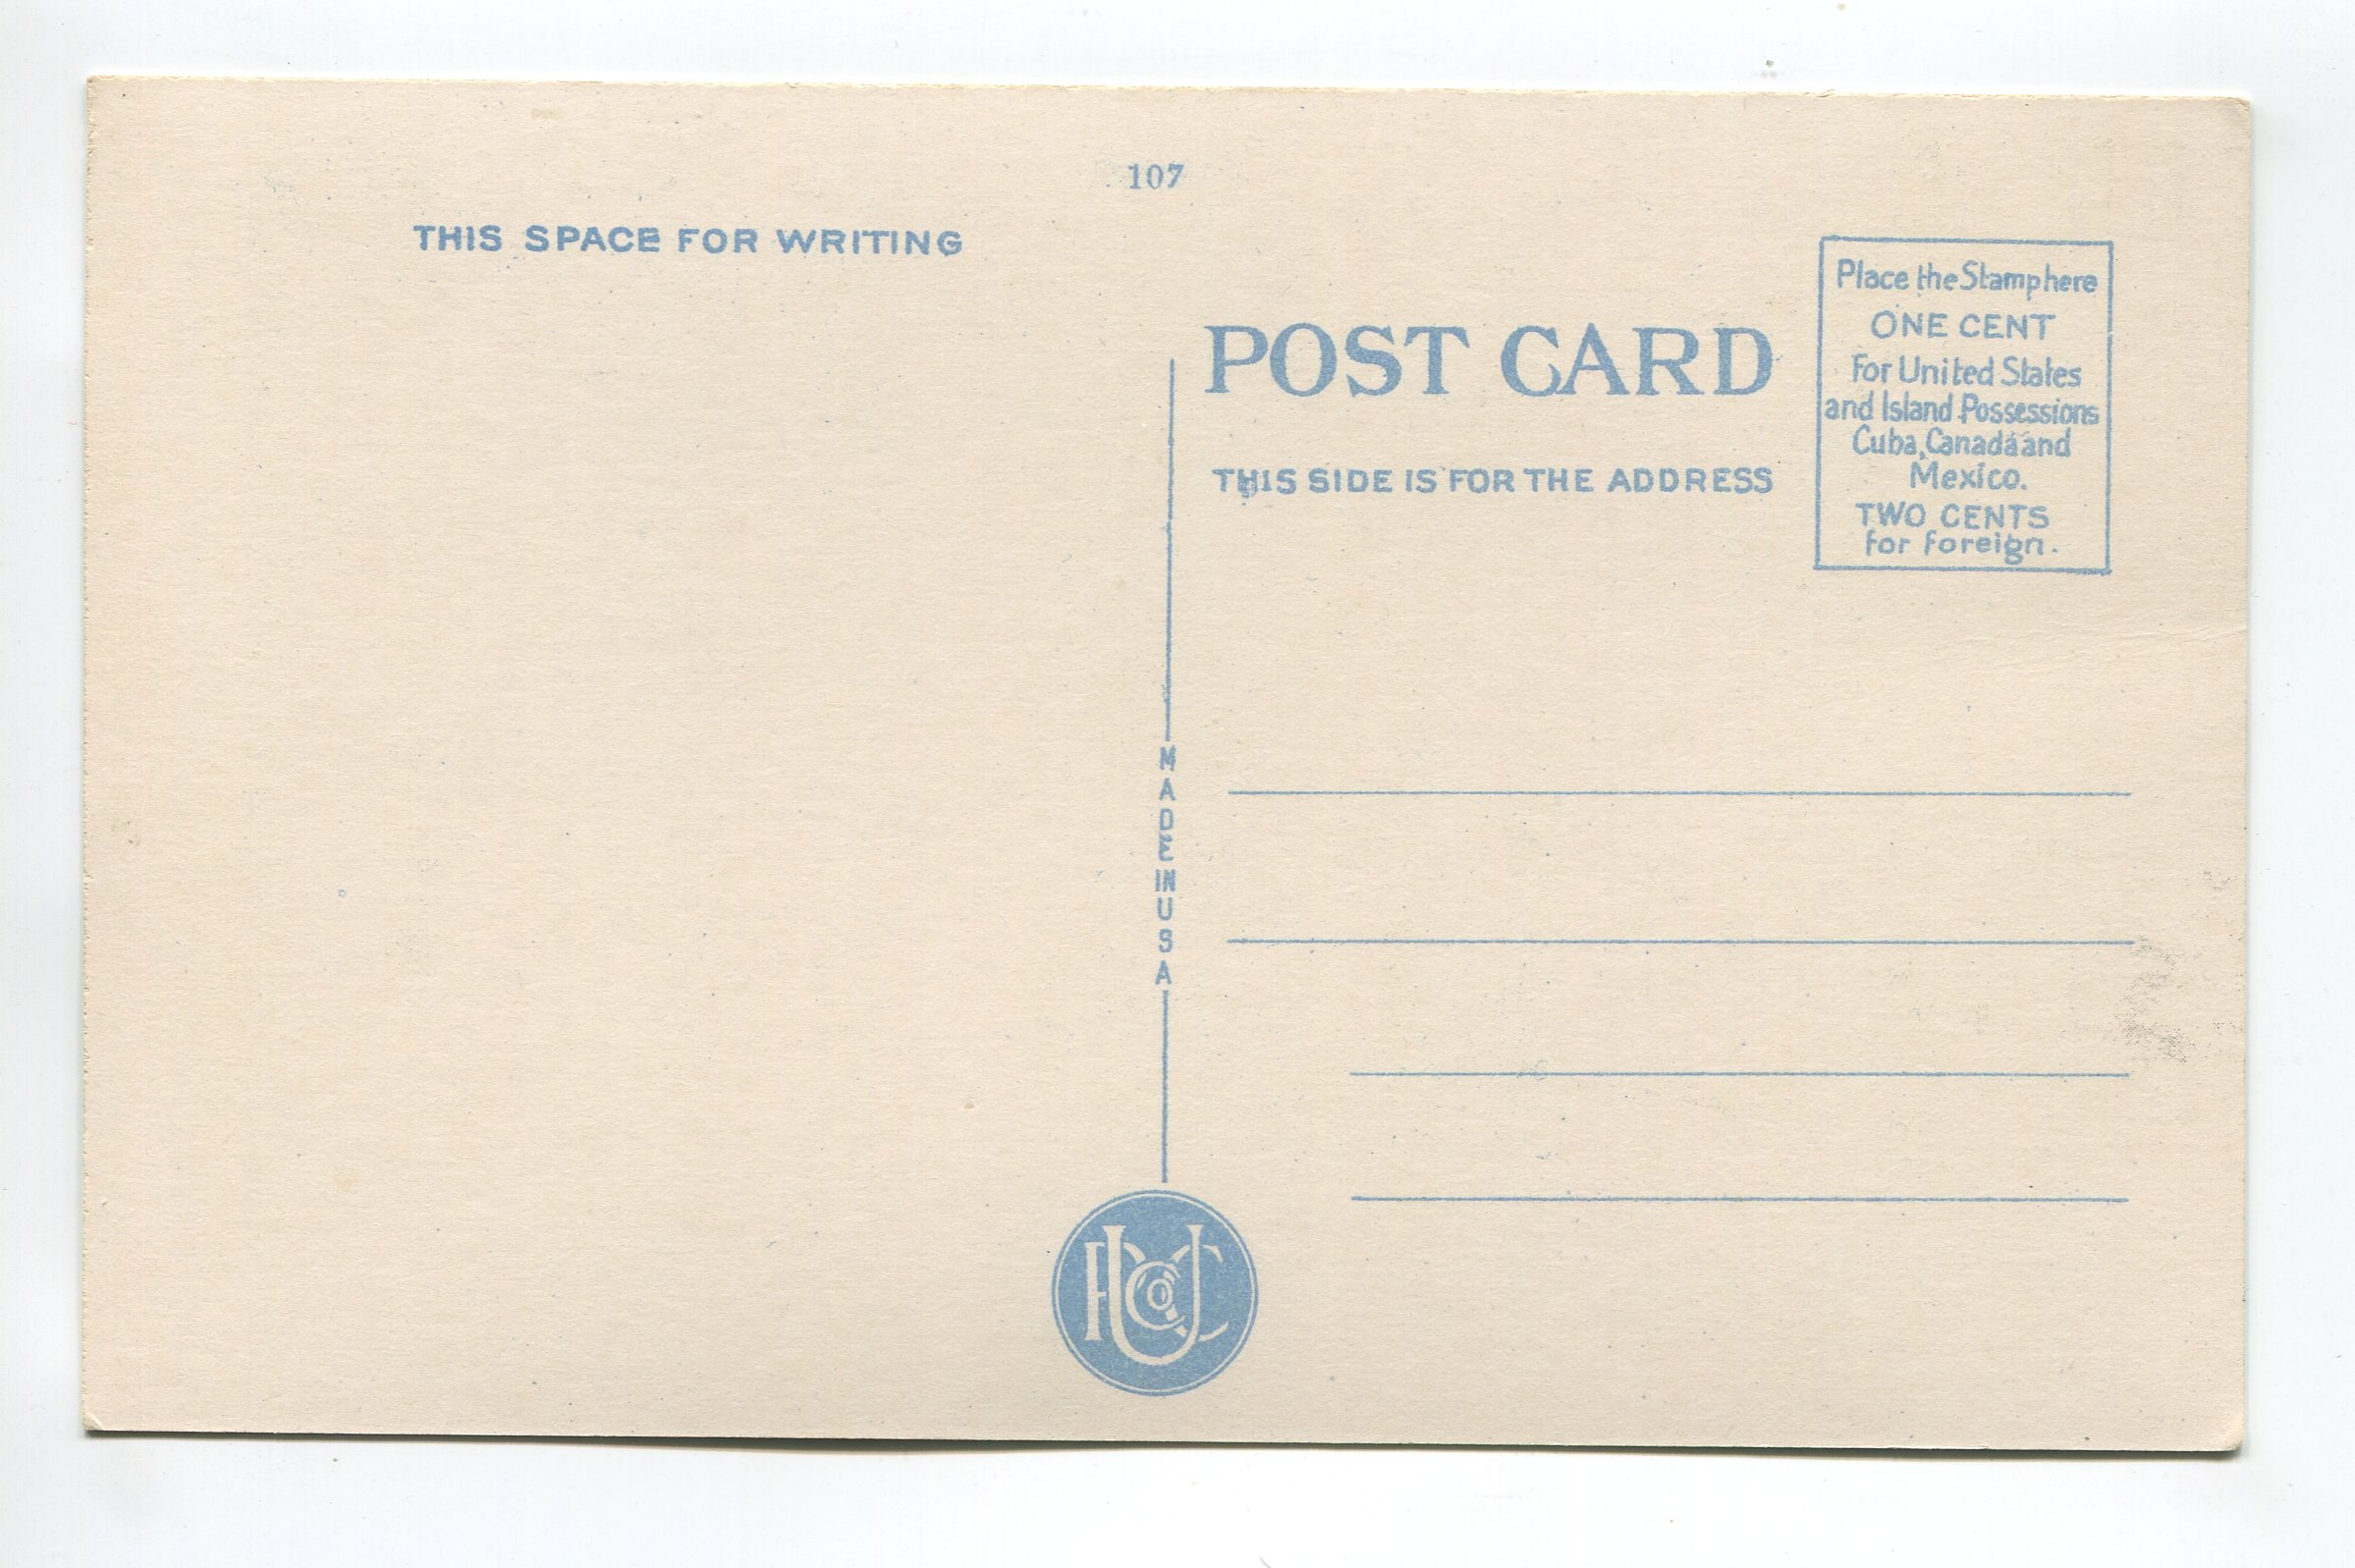 107
THIS SPACE FOR WRITING
POST CARD
THIS SIDE IS FOR THE ADDRESS
Place the Stamp here
ONE CENT
For United States
and Island Possessions
Cuba, Canada and
Mexico.
TWO CENTS
for foreign.
MADE IN USA